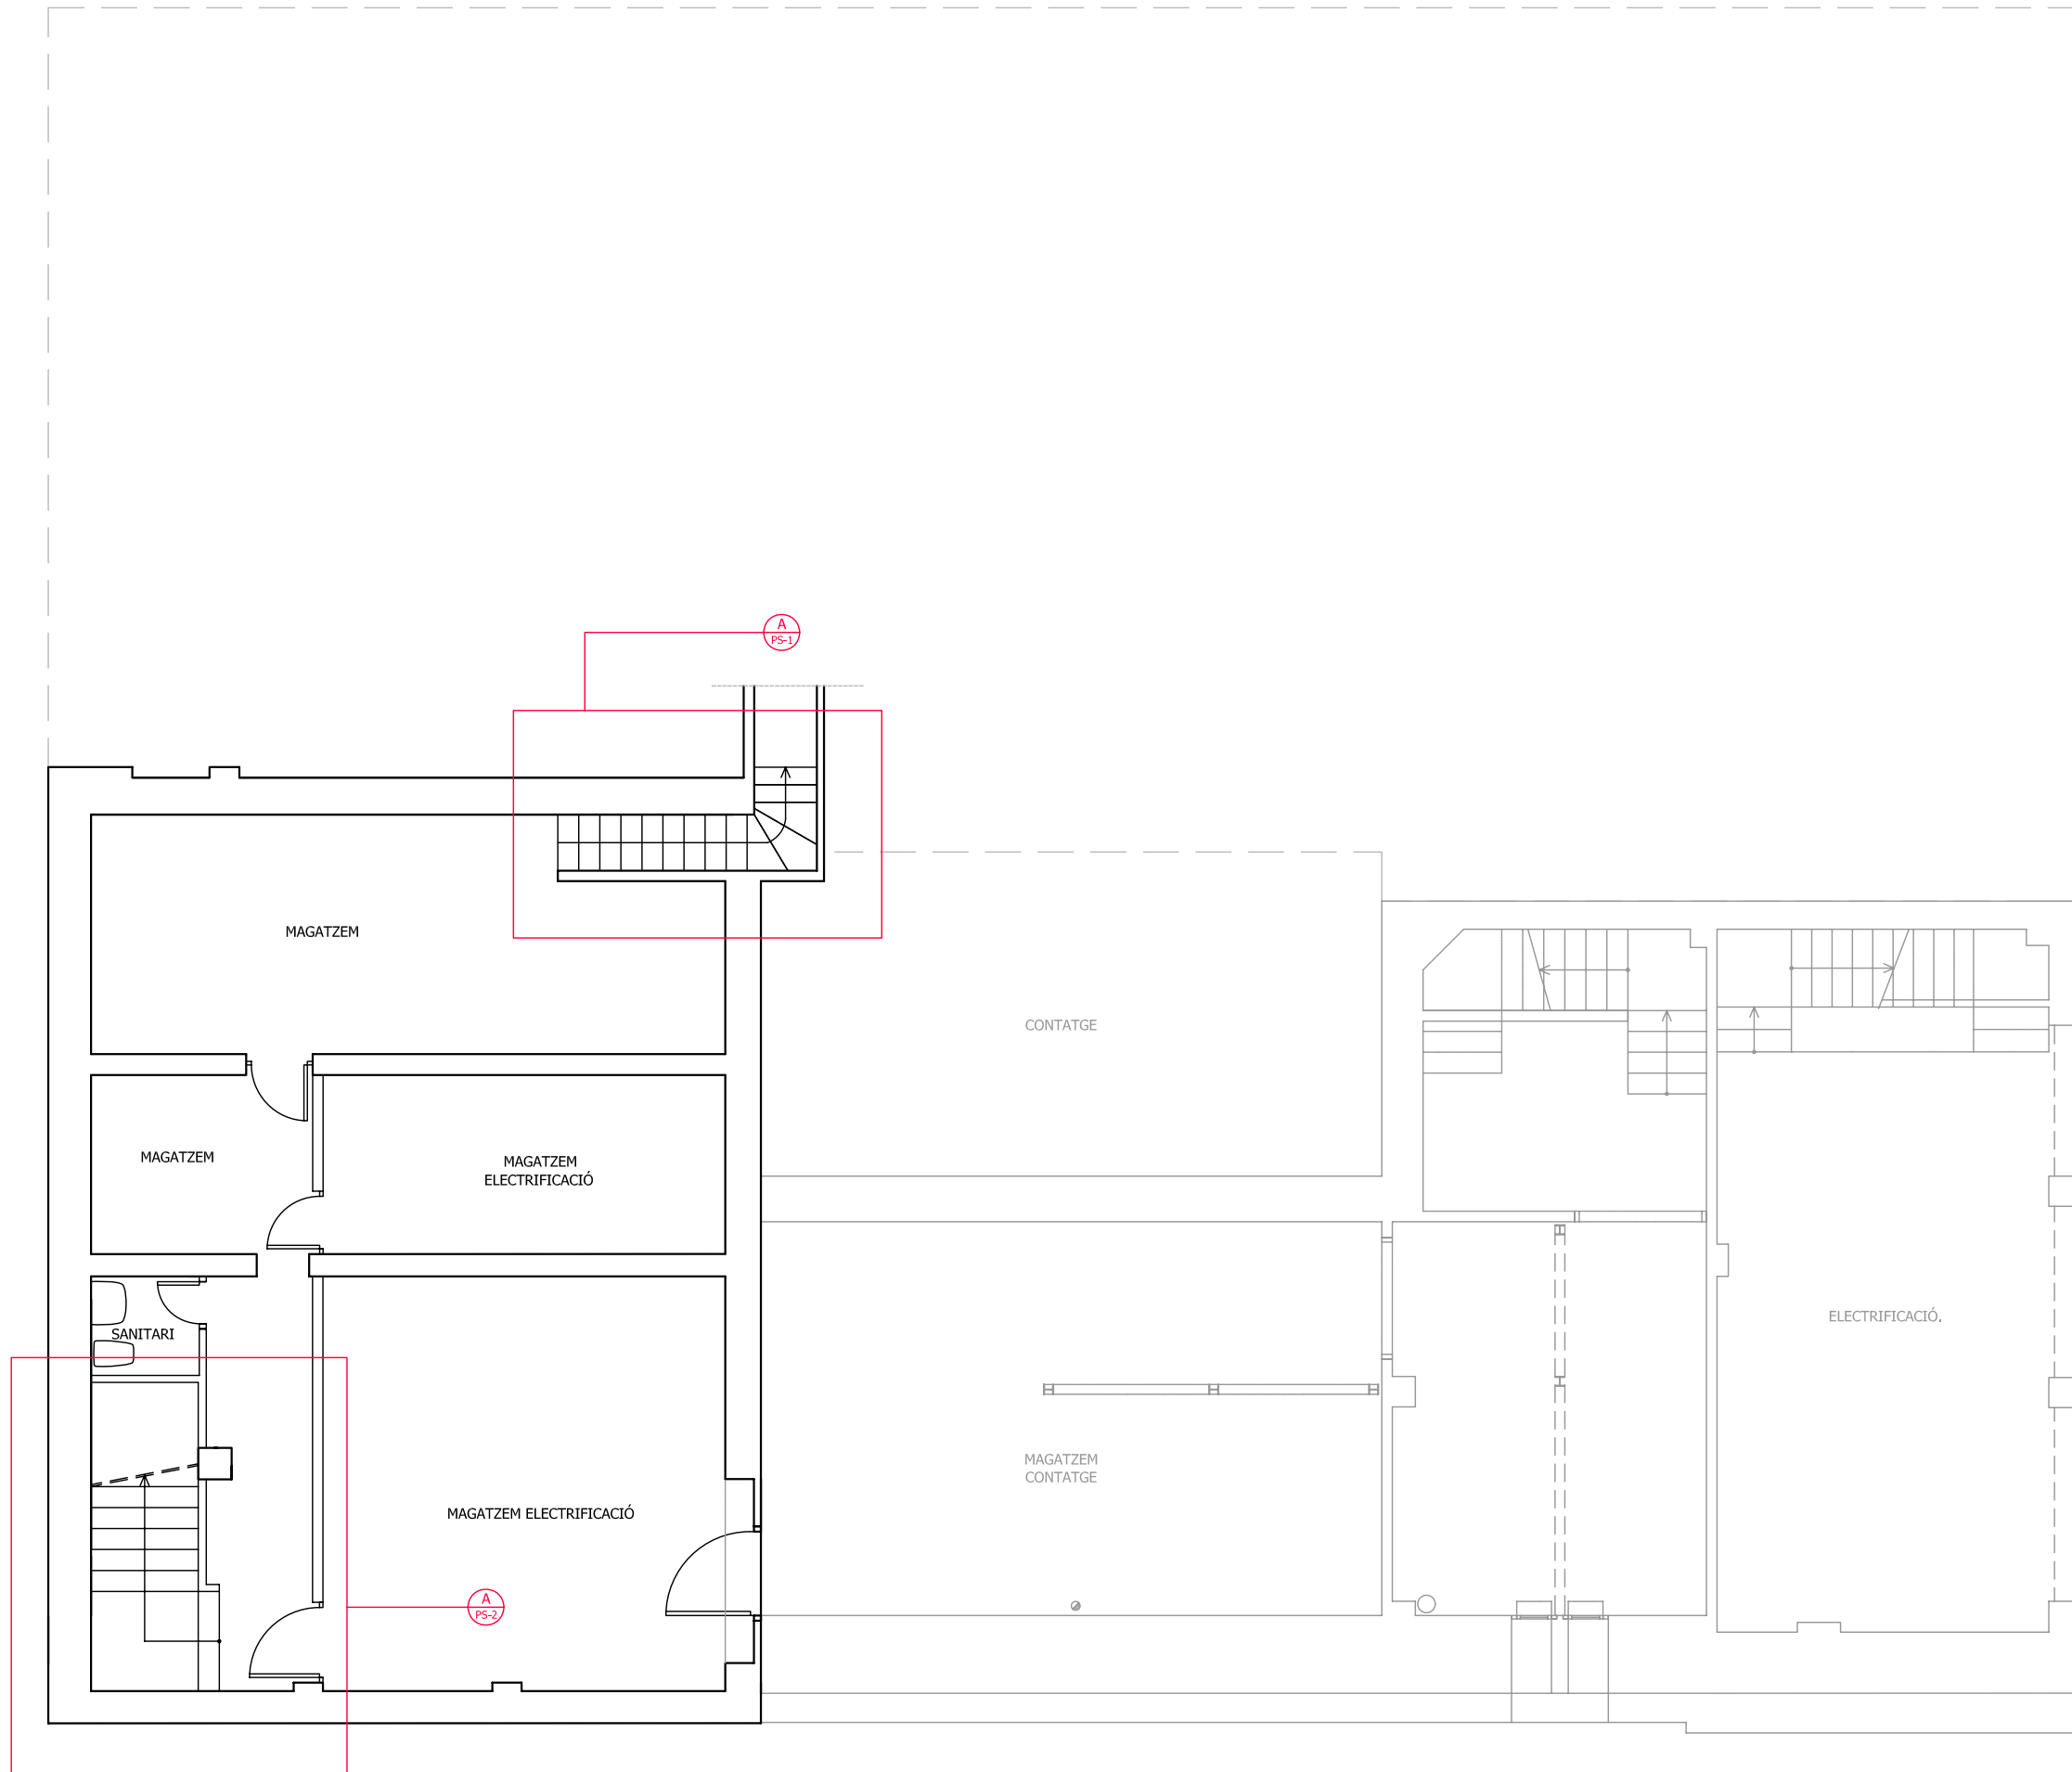 A
PS-1
MAGATZEM
CONTATGE
MAGATZEM
MAGATZEM
ELECTRIFICACIÓ
SANITARI
ELECTRIFICACIÓ.
MAGATZEM
CONTATGE
MAGATZEM ELECTRIFICACIÓ
A
PS-2